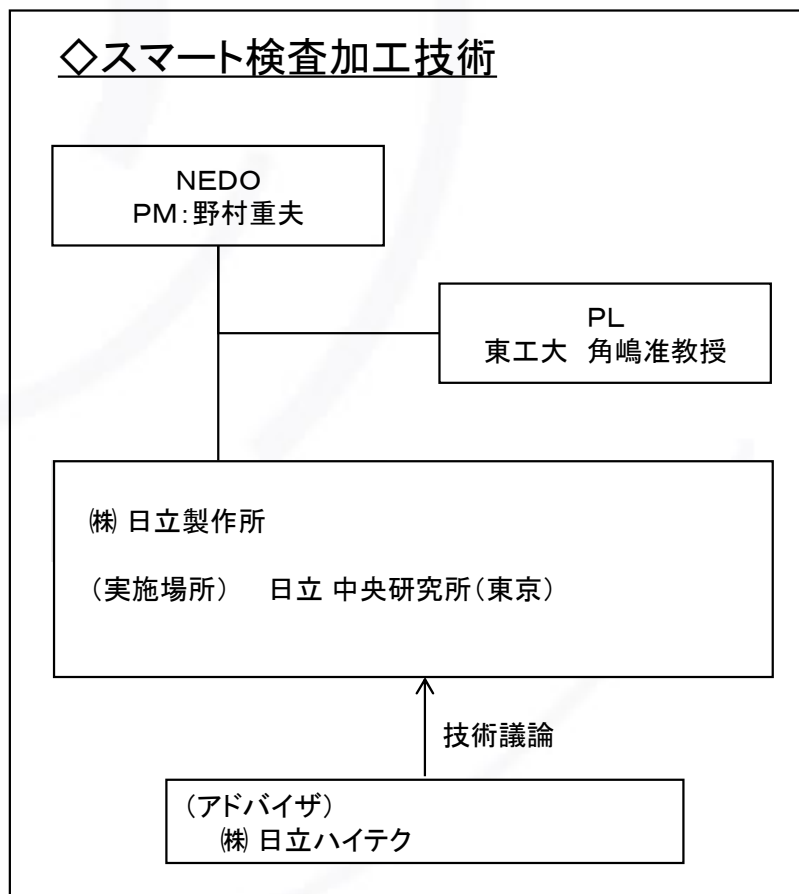 ◇スマート検査加工技術
NEDO
PM:野村重夫
PL
東工大 角嶋准教授
㈱ 日立製作所
(実施場所) 日立 中央研究所(東京)
技術議論
(アドバイザ)
㈱ 日立ハイテク